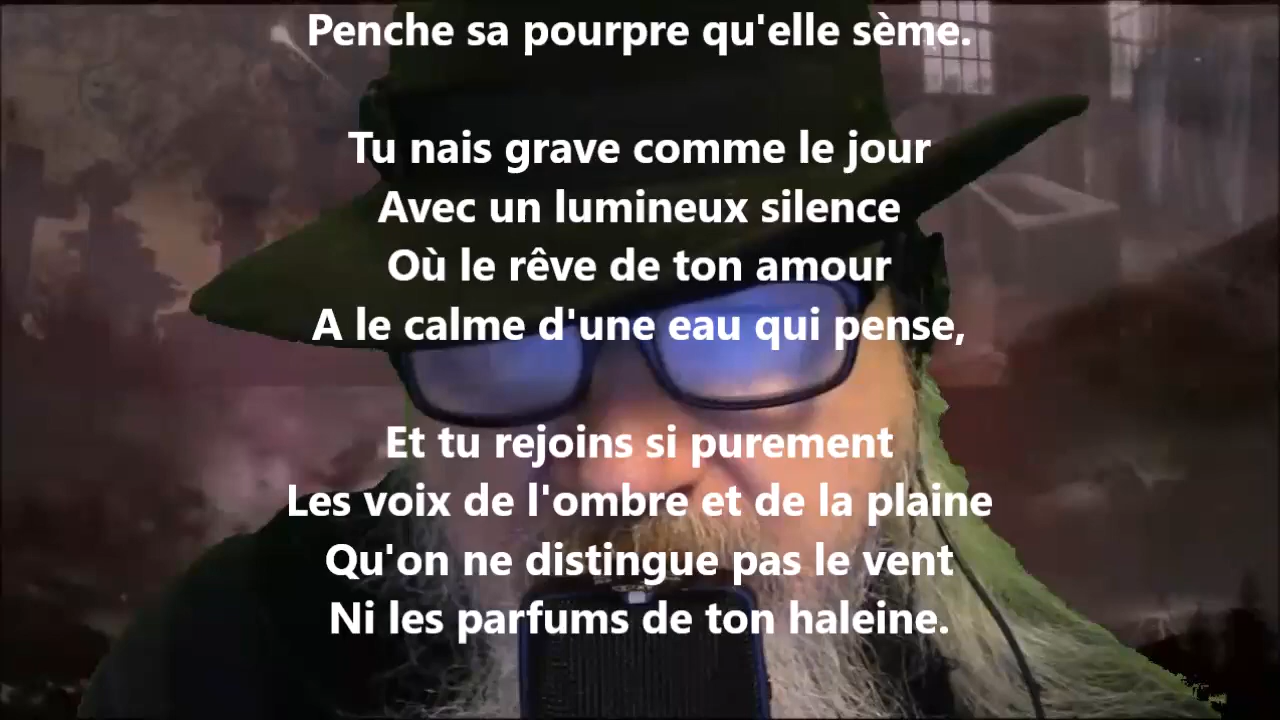 Penche sa pourpre qu'elle sème.
Tu nais grave comme le jour
Avec un lumineux silence
Où le rêve de ton amour
A le calme d'une eau qui pense,
Et tu rejoins si purement
Les voix de l'ombre et de la plaine
Qu'on ne distingue pas le vent
Ni les parfums de ton haleine.